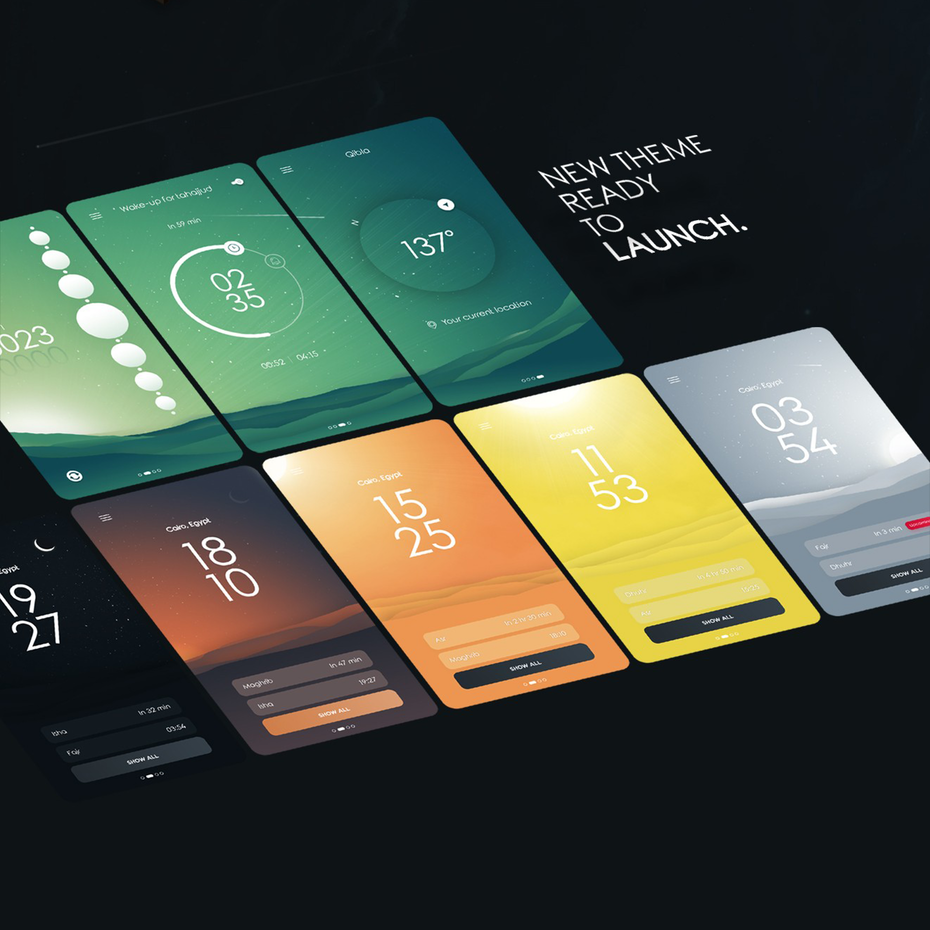 NEW THEME
READY
TO
LAUNCH.
Qibla
N
137°
Your current location
Wake-up for tahajjud
In 59 min
02
35
00:52 | 04:15
023
Cairo, Egypt
03
54
Fajr In 3 min
Dhuhr
SHOW ALL
Cairo, Egypt
11
53
Dhuhr
Asr 15:25
SHOW ALL
Cairo, Egypt
15
25
Asr In 2 hr 30 min
Maghrib 18:10
SHOW ALL
Cairo, Egypt
18
10
Maghrib In 47 min
Isha 19:27
SHOW ALL
19
27
Isha In 32 min
Fajr 03:54
SHOW ALL